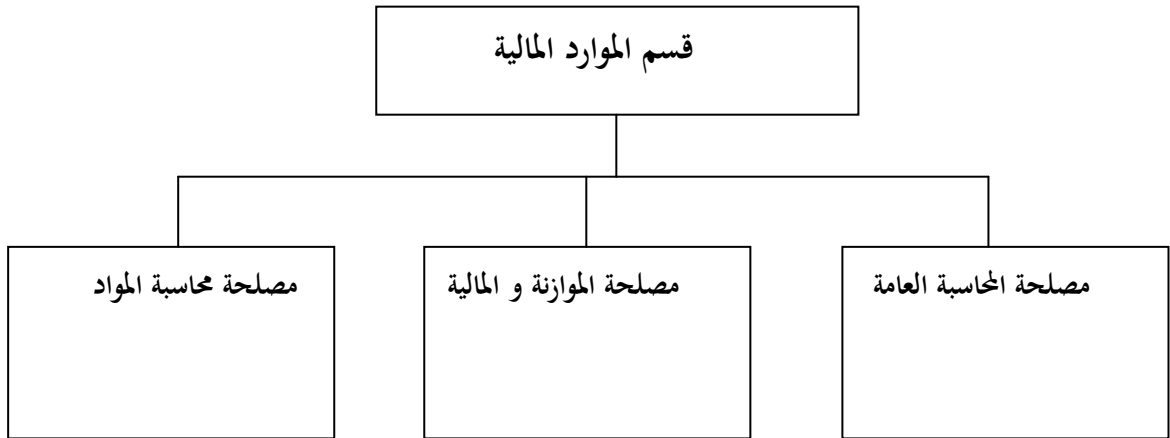 قسم الموارد المالية
مصلحة المحاسبة العامة
مصلحة الموازنة و المالية
مصلحة محاسبة المواد